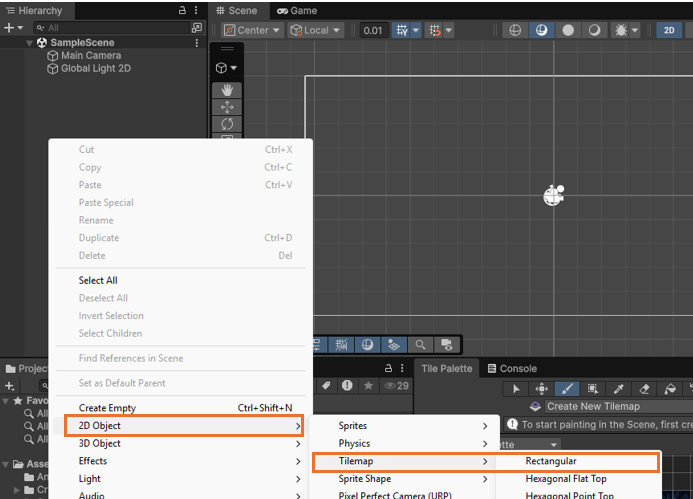 Hierarchy
Scene
Game
All
Center
Local
0.01
2D
SampleScene
Main Camera
Global Light 2D
Cut Ctrl+X
Copy Ctrl+C
Paste Ctrl+V
Paste Special
Rename
Duplicate Ctrl+D
Delete Del
Select All
Deselect All
Invert Selection
Select Children
Find References in Scene
Set as Default Parent
Create Empty Ctrl+Shift+N
2D Object
3D Object
Effects
Light
Audio
Sprites
Physics
Tilemap
Sprite Shape
Pixel Perfect Camera (URP)
Rectangular
Hexagonal Flat Top
Hexagonal Point Top
Projec
Favo
All
All
All
Asse
An
Cr
29
Tile Palette
Console
Create New Tilemap
To start painting in the Scene, first cre
ette